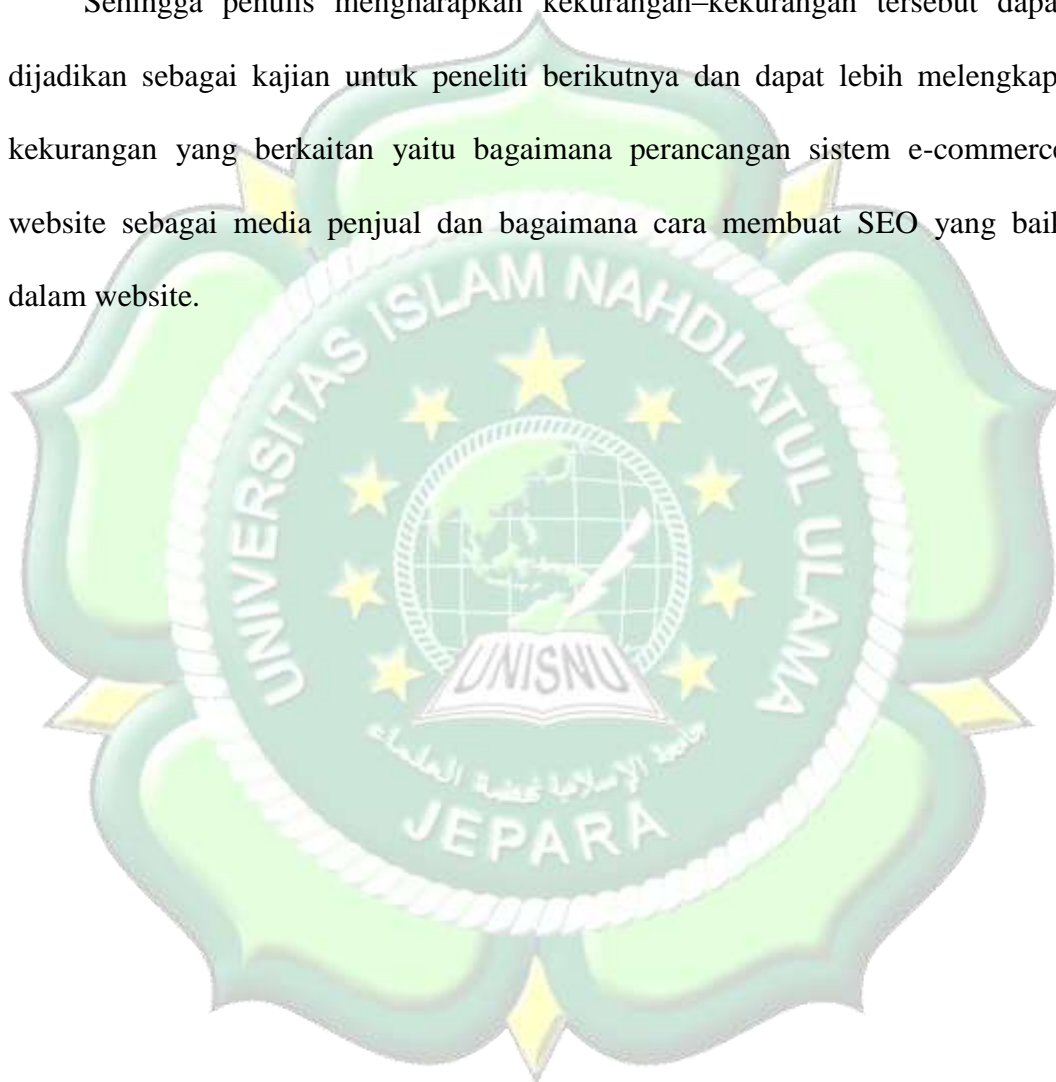 Sehingga penulis mengharapkan kekurangan–kekurangan tersebut dapa
dijadikan sebagai kajian untuk peneliti berikutnya dan dapat lebih melengkap
kekurangan yang berkaitan yaitu bagaimana perancangan sistem e-commerce
website sebagai media penjual dan bagaimana cara membuat SEO yang baik
dalam website.
UNIVERSITAS ISLAM NAHDLATUL ULAMA
UNISNU
JEPARA